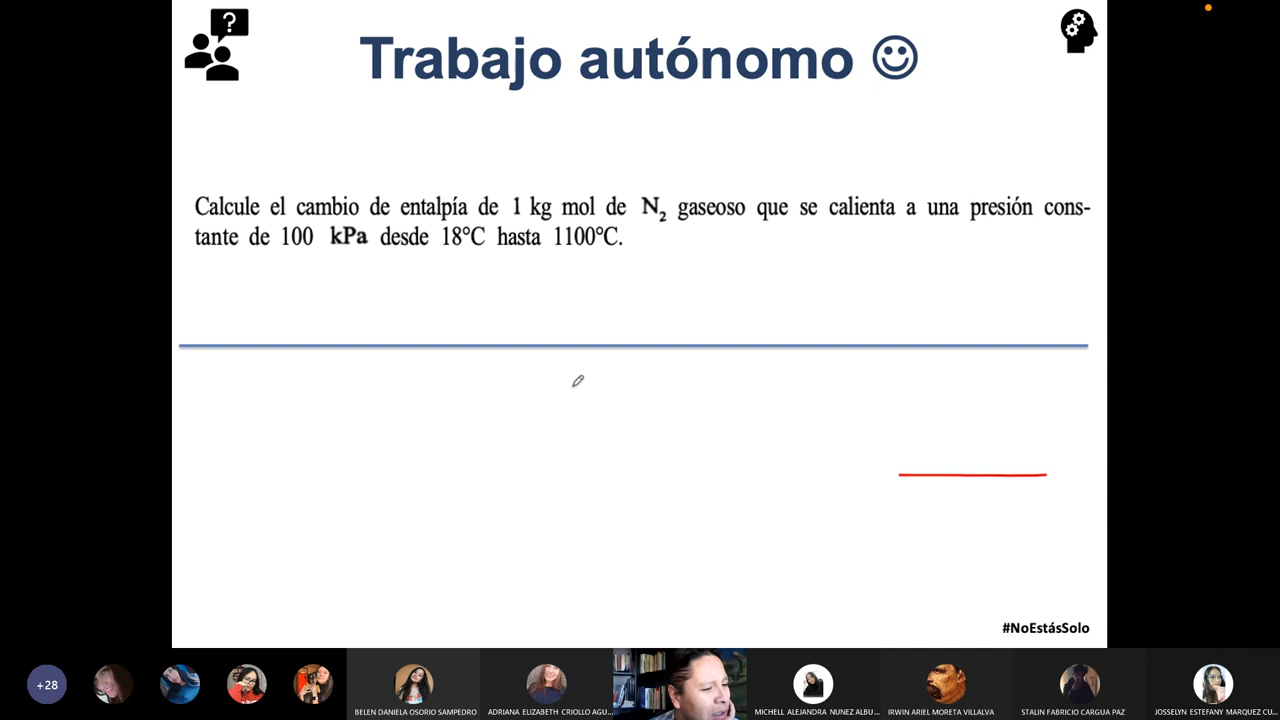 ?
Trabajo autónomo ☺
Calcule el cambio de entalpía de 1 kg mol de N₂ gaseoso que se calienta a una presión cons-
tante de 100 kPa desde 18°C hasta 1100°C.
#NoEstásSolo
+28
BELEN DANIELA OSORIO SAMPEDRO
ADRIANA ELIZABETH CRIOLLO AGU...
MICHELL ALEJANDRA NUNEZ ALBU...
IRWIN ARIEL MORETA VILLALVA
STALIN FABRICIO CARGUA PAZ
JOSSELYN ESTEFANY MARQUEZ CU...